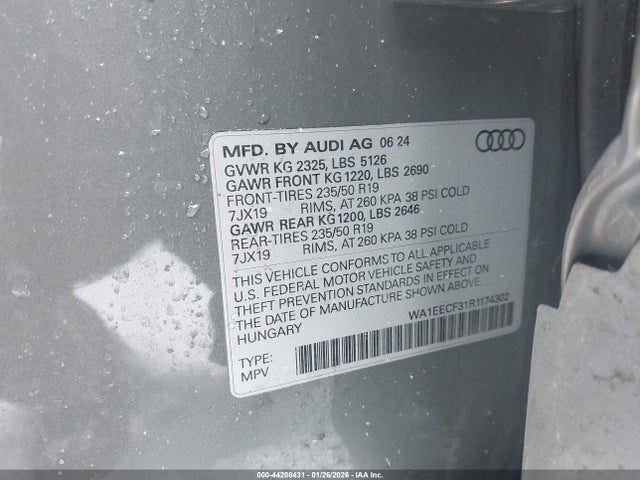 MFD. BY AUDI AG 06 24
GVWR KG 2325, LBS 5126
GAWR FRONT KG 1220, LBS 2690
FRONT-TIRES 235/50 R19
7JX19 RIMS, AT 260 KPA 38 PSI COLD
GAWR REAR KG1200, LBS 2646
REAR-TIRES 235/50 R19
7JX19 RIMS, AT 260 KPA 38 PSI COLD
THIS VEHICLE CONFORMS TO ALL APPLICABLE
U.S. FEDERAL MOTOR VEHICLE SAFETY AND
THEFT PREVENTION STANDARDS IN EFFECT ON
THE DATE OF MANUFACTURE SHOWN ABOVE.
HUNGARY
WA1EECF31R1174302
TYPE:
MPV
000-44208431 - 01/26/2026 - IAA Inc.